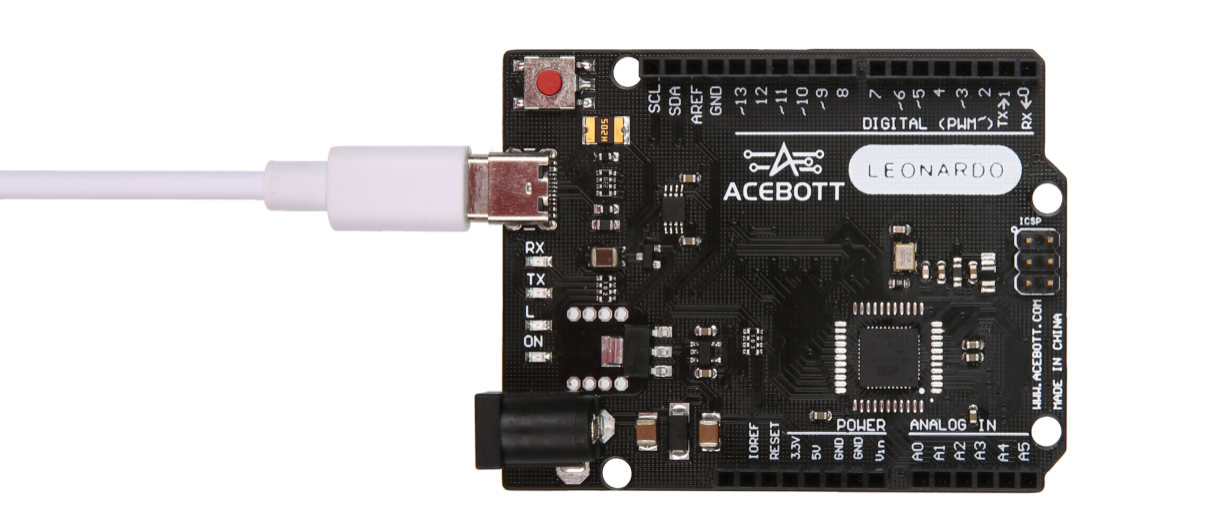 SCL
SDA
AREF
GND
~13
12
~11
~10
~9
8
7
~6
~5
4
~3
2
TX→1
RX←0
DIGITAL (PWM~)
H205
ACEBOTT
LEONARDO
ICSP
RX
TX
L
ON
WWW.ACEBOTT.COM
MADE IN CHINA
POWER
ANALOG IN
IOREF
RESET
3.3V
5V
GND
GND
Vin
A0
A1
A2
A3
A4
A5